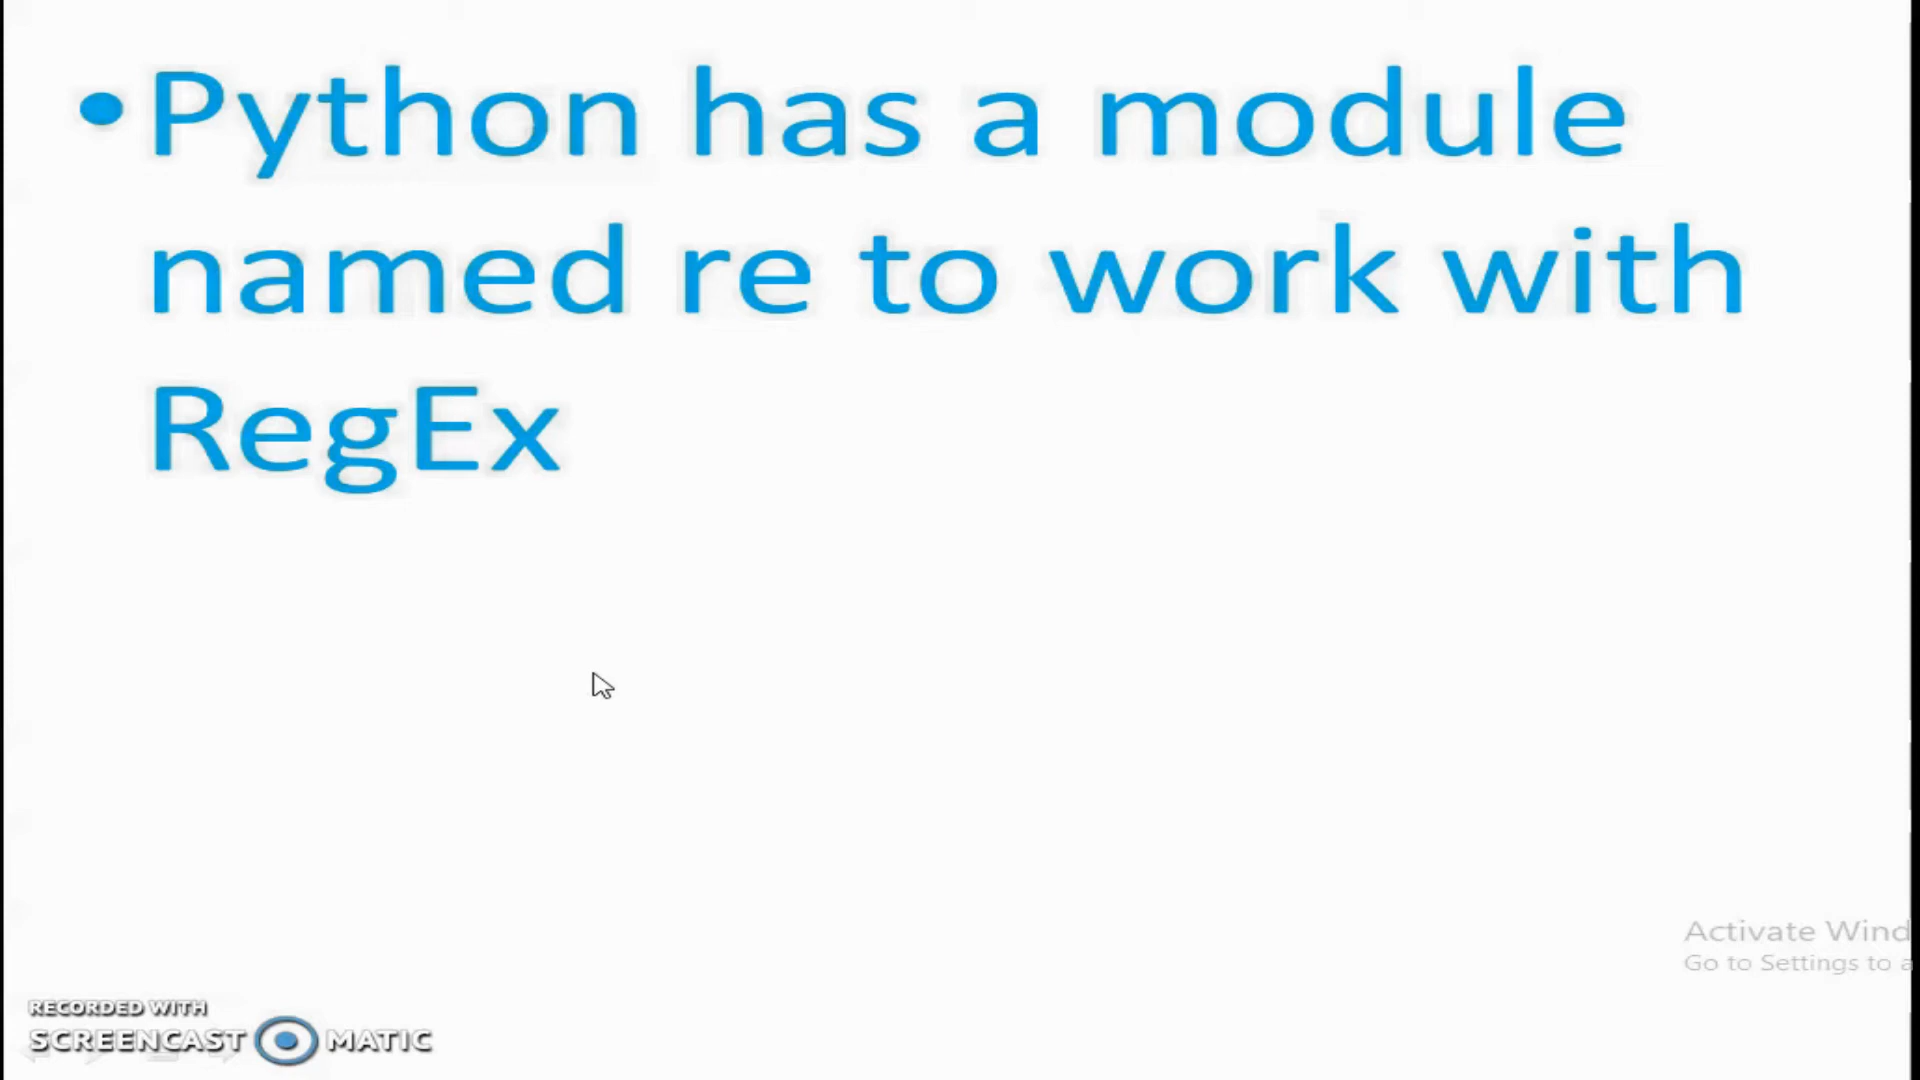 •Python has a module
named re to work with
RegEx
Activate Wind
Go to Settings to a
RECORDED WITH
SCREENCAST MATIC